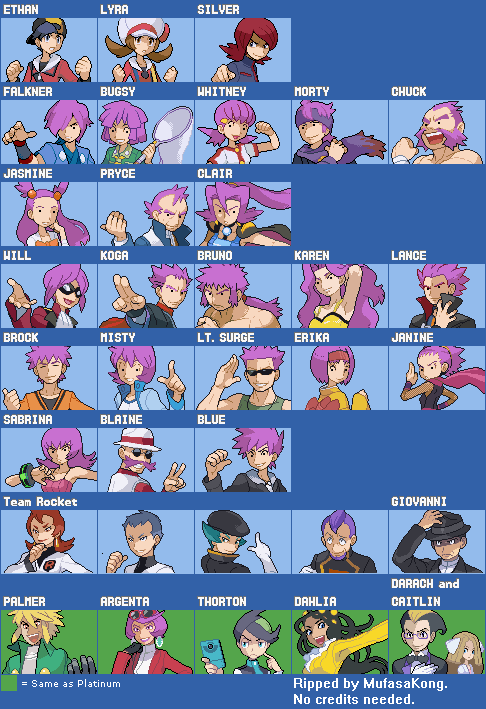 ETHAN LYRA SILVER
FALKNER BUGSY WHITNEY MORTY CHUCK
JASMINE PRYCE CLAIR
WILL KOGA BRUNO KAREN LANCE
BROCK MISTY LT. SURGE ERIKA JANINE
SABRINA BLAINE BLUE
Team Rocket GIOVANNI
DARACH and
PALMER ARGENTA THORTON DAHLIA CAITLIN
= Same as Platinum
Ripped by MufasaKong.
No credits needed.